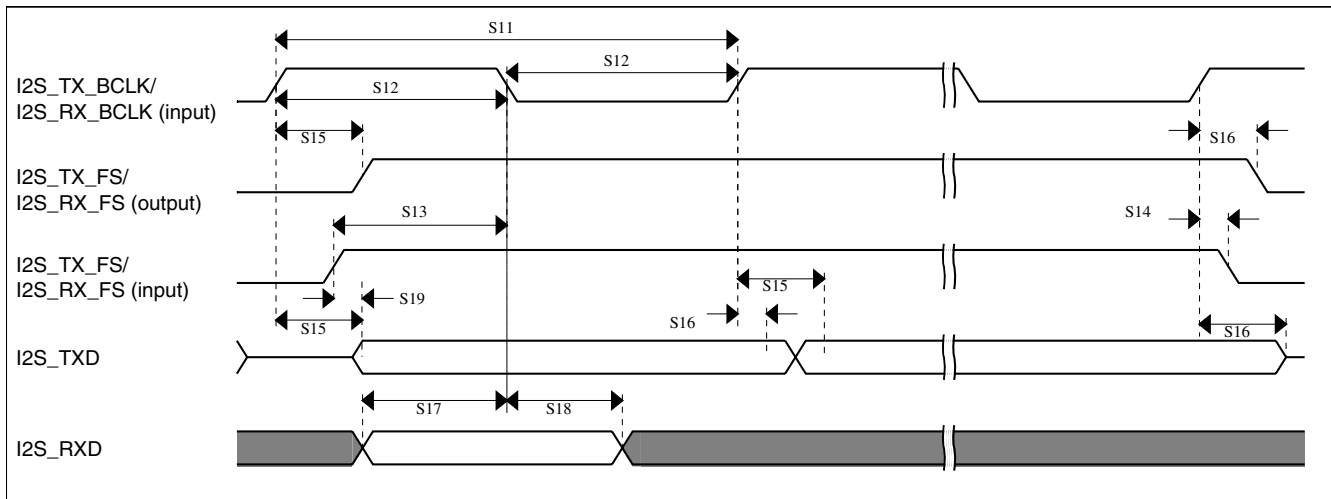 S11
I2S_TX_BCLK/
I2S_RX_BCLK (input)
S12
S12
S15
S16
I2S_TX_FS/
I2S_RX_FS (output)
S13
S14
I2S_TX_FS/
I2S_RX_FS (input)
S15
S19
S16
S15
S16
I2S_TXD
S17
S18
I2S_RXD